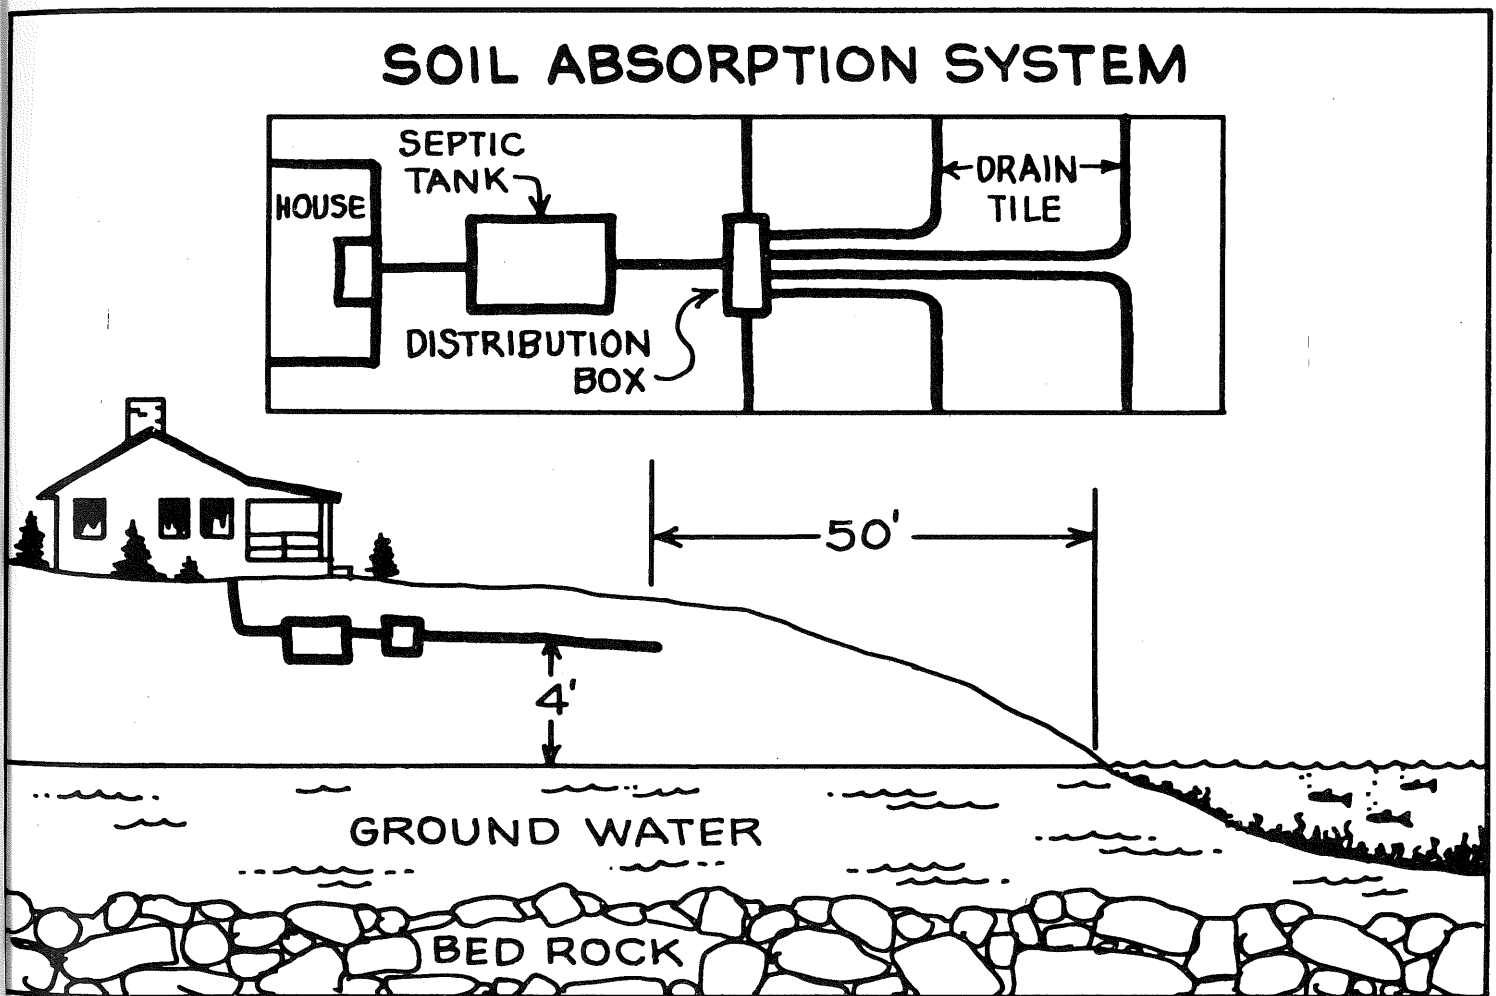 SOIL ABSORPTION SYSTEM
SEPTIC
TANK
HOUSE
DRAIN
TILE
DISTRIBUTION
BOX
50'
4'
GROUND WATER
BED ROCK